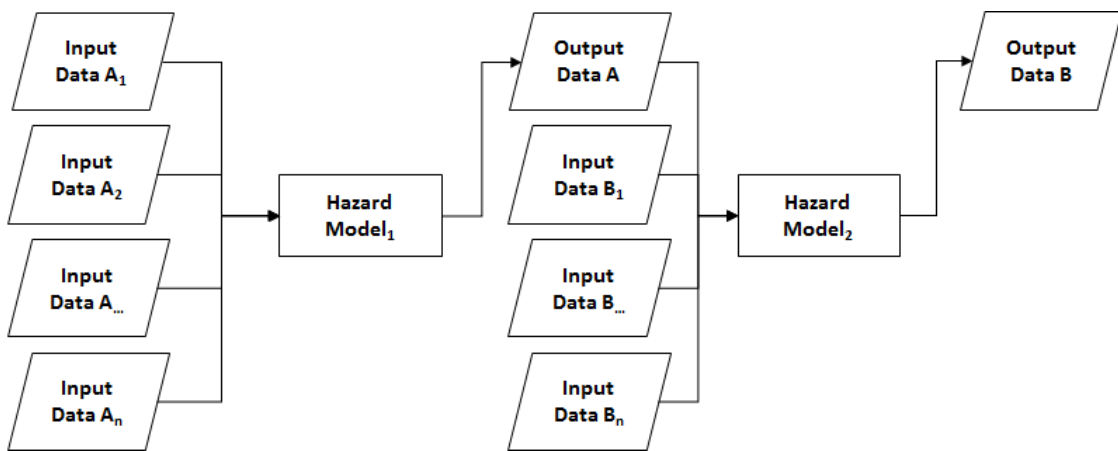 Input
Data A₁
Input
Data A₂
Input
Data A...
Input
Data Aₙ
Hazard
Model₁
Output
Data A
Input
Data B₁
Input
Data B...
Input
Data Bₙ
Hazard
Model₂
Output
Data B